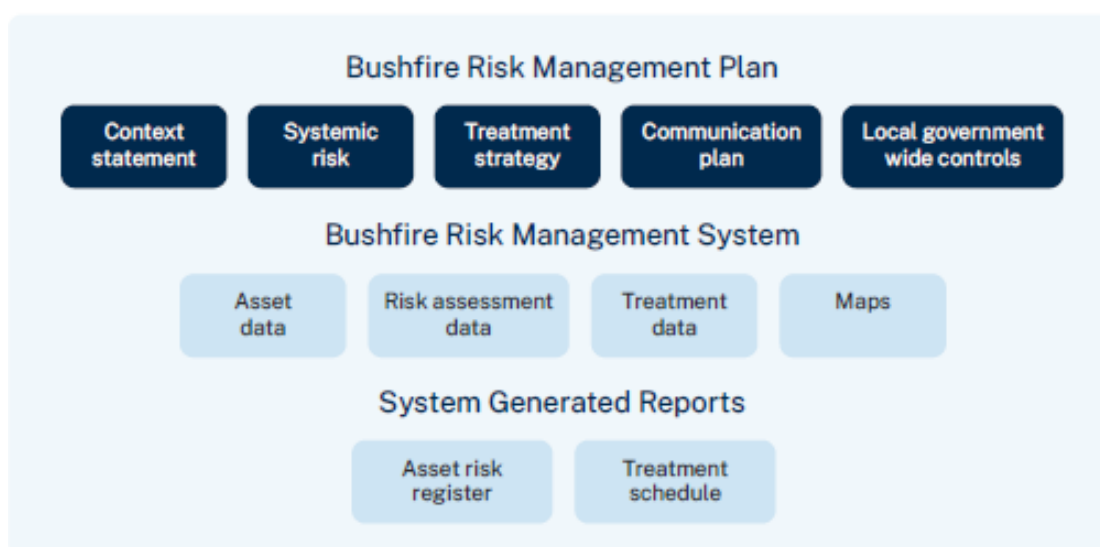 Bushfire Risk Management Plan
Context
statement
Systemic
risk
Treatment
strategy
Communication
plan
Local government
wide controls
Bushfire Risk Management System
Asset
data
Risk assessment
data
Treatment
data
Maps
System Generated Reports
Asset risk
register
Treatment
schedule